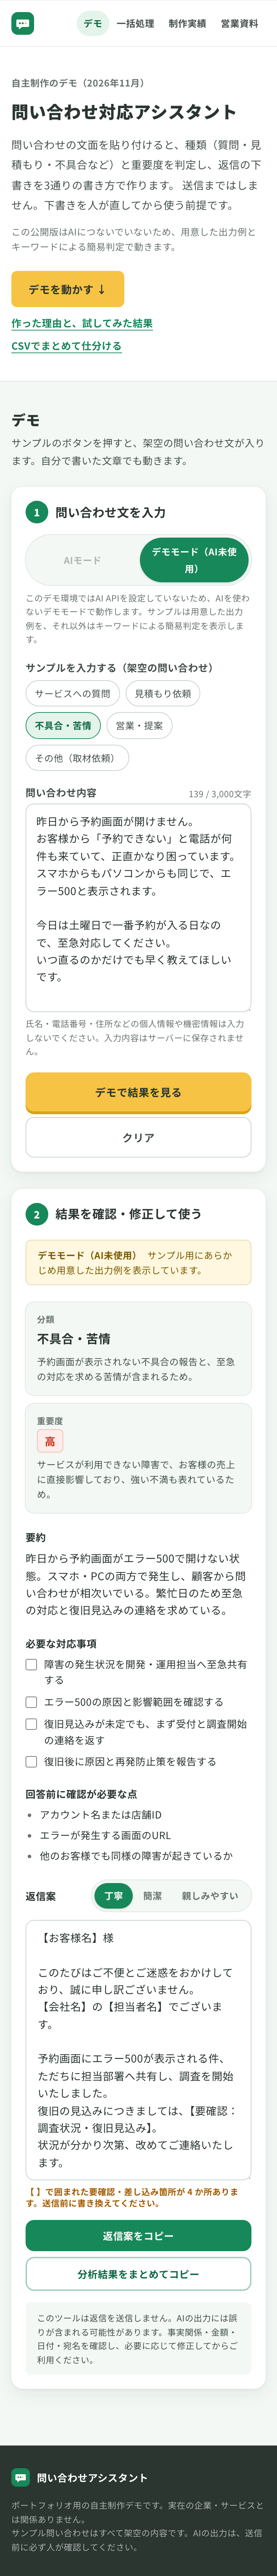 デモ 一括処理 制作実績 営業資料
自主制作のデモ（2026年11月）
問い合わせ対応アシスタント
問い合わせの文面を貼り付けると、種類（質問・見
積もり・不具合など）と重要度を判定し、返信の下
書きを3通りの書き方で作ります。 送信まではしま
せん。下書きを人が直してから使う前提です。
この公開版はAIにつないでいないため、用意した出力例と
キーワードによる簡易判定で動きます。
デモを動かす ↓
作った理由と、試してみた結果
CSVでまとめて仕分ける
デモ
サンプルのボタンを押すと、架空の問い合わせ文が入り
ます。自分で書いた文章でも動きます。
1 問い合わせ文を入力
AIモード
デモモード（AI未使
用）
このデモ環境ではAI APIを設定していないため、AIを使わ
ないデモモードで動作します。サンプルは用意した出力
例を、それ以外はキーワードによる簡易判定を表示しま
す。
サンプルを入力する（架空の問い合わせ）
サービスへの質問 見積もり依頼
不具合・苦情 営業・提案
その他（取材依頼）
問い合わせ内容 139 / 3,000文字
昨日から予約画面が開けません。
お客様から「予約できない」と電話が何
件も来ていて、正直かなり困っています。
スマホからもパソコンからも同じで、エ
ラー500と表示されます。
今日は土曜日で一番予約が入る日なの
で、至急対応してください。
いつ直るのかだけでも早く教えてほしい
です。
氏名・電話番号・住所などの個人情報や機密情報は入力
しないでください。入力内容はサーバーに保存されませ
ん。
デモで結果を見る
クリア
2 結果を確認・修正して使う
デモモード（AI未使用） サンプル用にあらか
じめ用意した出力例を表示しています。
分類
不具合・苦情
予約画面が表示されない不具合の報告と、至急
の対応を求める苦情が含まれるため。
重要度
高
サービスが利用できない障害で、お客様の売上
に直接影響しており、強い不満も表れているた
め。
要約
昨日から予約画面がエラー500で開けない状
態。スマホ・PCの両方で発生し、顧客から問
い合わせが相次いでいる。繁忙日のため至急
の対応と復旧見込みの連絡を求めている。
必要な対応事項
障害の発生状況を開発・運用担当へ至急共有
する
エラー500の原因と影響範囲を確認する
復旧見込みが未定でも、まず受付と調査開始
の連絡を返す
復旧後に原因と再発防止策を報告する
回答前に確認が必要な点
• アカウント名または店舗ID
• エラーが発生する画面のURL
• 他のお客様でも同様の障害が起きているか
返信案 丁寧 簡潔 親しみやすい
【お客様名】様
このたびはご不便とご迷惑をおかけして
おり、誠に申し訳ございません。
【会社名】の【担当者名】でございま
す。
予約画面にエラー500が表示される件、
ただちに担当部署へ共有し、調査を開始
いたしました。
復旧の見込みにつきましては、【要確認：
調査状況・復旧見込み】。
状況が分かり次第、改めてご連絡いたし
ます。
【 】で囲まれた要確認・差し込み箇所が 4 か所ありま
す。送信前に書き換えてください。
返信案をコピー
分析結果をまとめてコピー
このツールは返信を送信しません。AIの出力には誤
りが含まれる可能性があります。事実関係・金額・
日付・宛名を確認し、必要に応じて修正してからご
利用ください。
問い合わせアシスタント
ポートフォリオ用の自主制作デモです。実在の企業・サービスと
は関係ありません。
サンプル問い合わせはすべて架空の内容です。AIの出力は、送信
前に必ず人が確認してください。